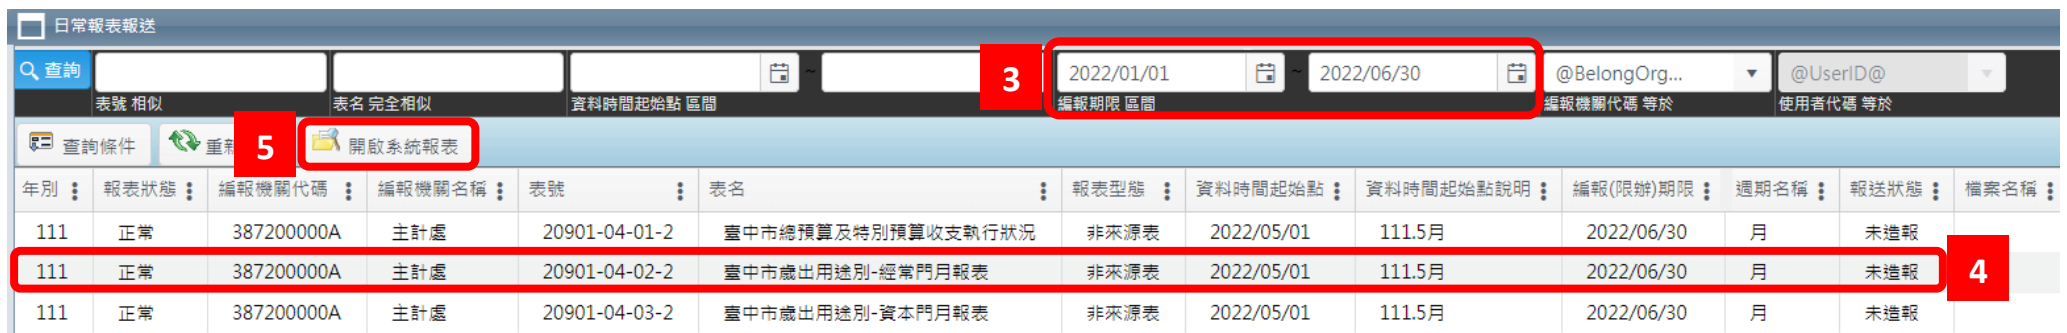 日常報表報送
查詢 ~ 3 2022/01/01 ~ 2022/06/30 @BelongOrg... @UserID@
表號 相似 表名 完全相似 資料時間起始點 區間 編報期限 區間 編報機關代碼 等於 使用者代碼 等於
查詢條件 重新 5 開啟系統報表
年別 報表狀態 編報機關代碼 編報機關名稱 表號 表名 報表型態 資料時間起始點 資料時間起始點說明 編報(限辦)期限 週期名稱 報送狀態 檔案名稱
111 正常 387200000A 主計處 20901-04-01-2 臺中市總預算及特別預算收支執行狀況 非來源表 2022/05/01 111.5月 2022/06/30 月 未造報
111 正常 387200000A 主計處 20901-04-02-2 臺中市歲出用途別-經常門月報表 非來源表 2022/05/01 111.5月 2022/06/30 月 未造報 4
111 正常 387200000A 主計處 20901-04-03-2 臺中市歲出用途別-資本門月報表 非來源表 2022/05/01 111.5月 2022/06/30 月 未造報